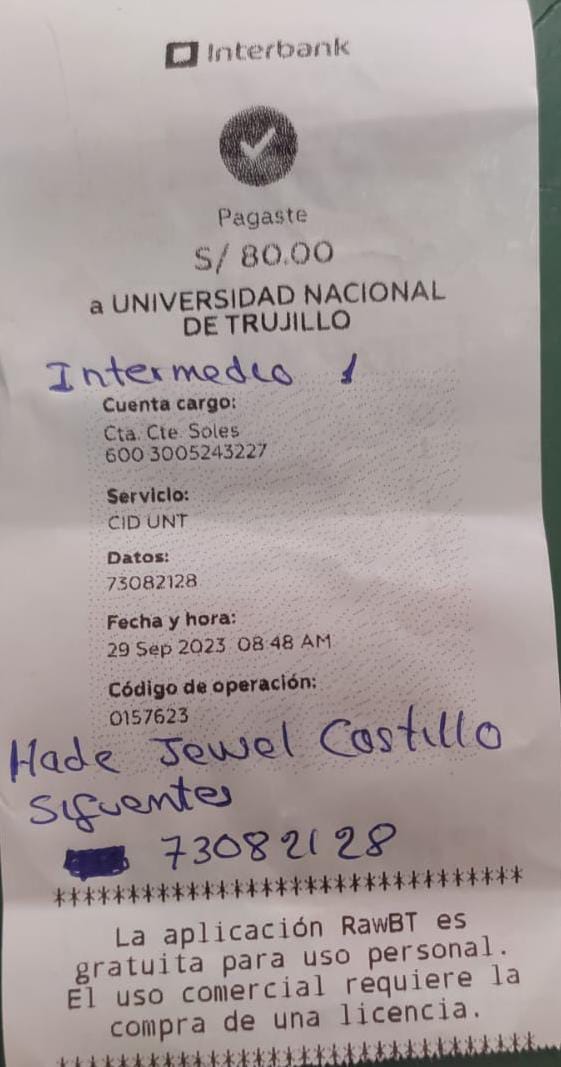 Interbank
Pagaste
S/ 80.00
a UNIVERSIDAD NACIONAL
DE TRUJILLO
Intermedio 1
Cuenta cargo:
Cta. Cte. Soles
600 3005243227
Servicio:
CID UNT
Datos:
73082128
Fecha y hora:
29 Sep 2023 08:48 AM
Código de operación:
0157623
Hade Jewel Castillo
Sifuentes
73082128
********************************
La aplicación RawBT es
gratuita para uso personal.
El uso comercial requiere la
compra de una licencia.
********************************